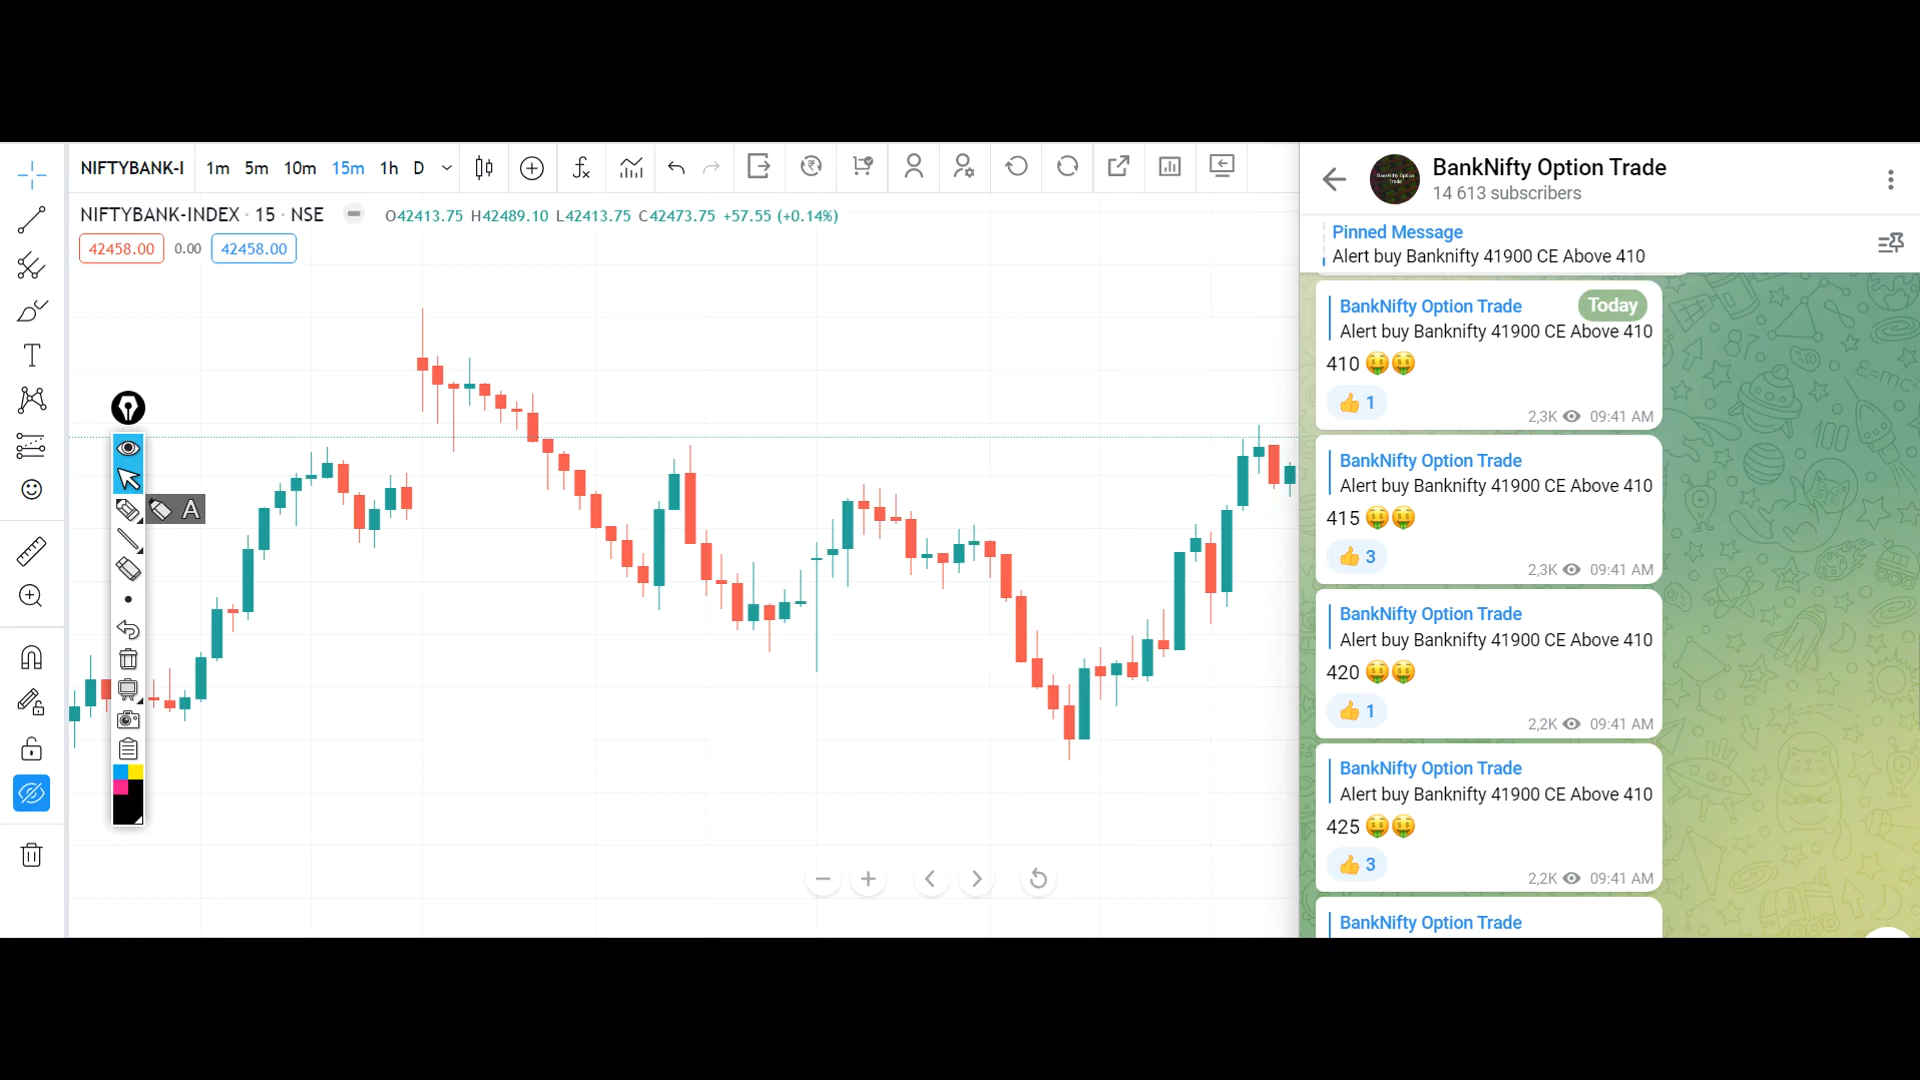 NIFTYBANK-I 1m 5m 10m 15m 1h D
NIFTYBANK-INDEX · 15 · NSE O42413.75 H42489.10 L42413.75 C42473.75 +57.55 (+0.14%)
42458.00 0.00 42458.00
A
BankNifty Option Trade
14 613 subscribers
Pinned Message
Alert buy Banknifty 41900 CE Above 410
Today
BankNifty Option Trade
Alert buy Banknifty 41900 CE Above 410
410 🤑🤑
👍 1
2,3K 09:41 AM
BankNifty Option Trade
Alert buy Banknifty 41900 CE Above 410
415 🤑🤑
👍 3
2,3K 09:41 AM
BankNifty Option Trade
Alert buy Banknifty 41900 CE Above 410
420 🤑🤑
👍 1
2,2K 09:41 AM
BankNifty Option Trade
Alert buy Banknifty 41900 CE Above 410
425 🤑🤑
👍 3
2,2K 09:41 AM
BankNifty Option Trade